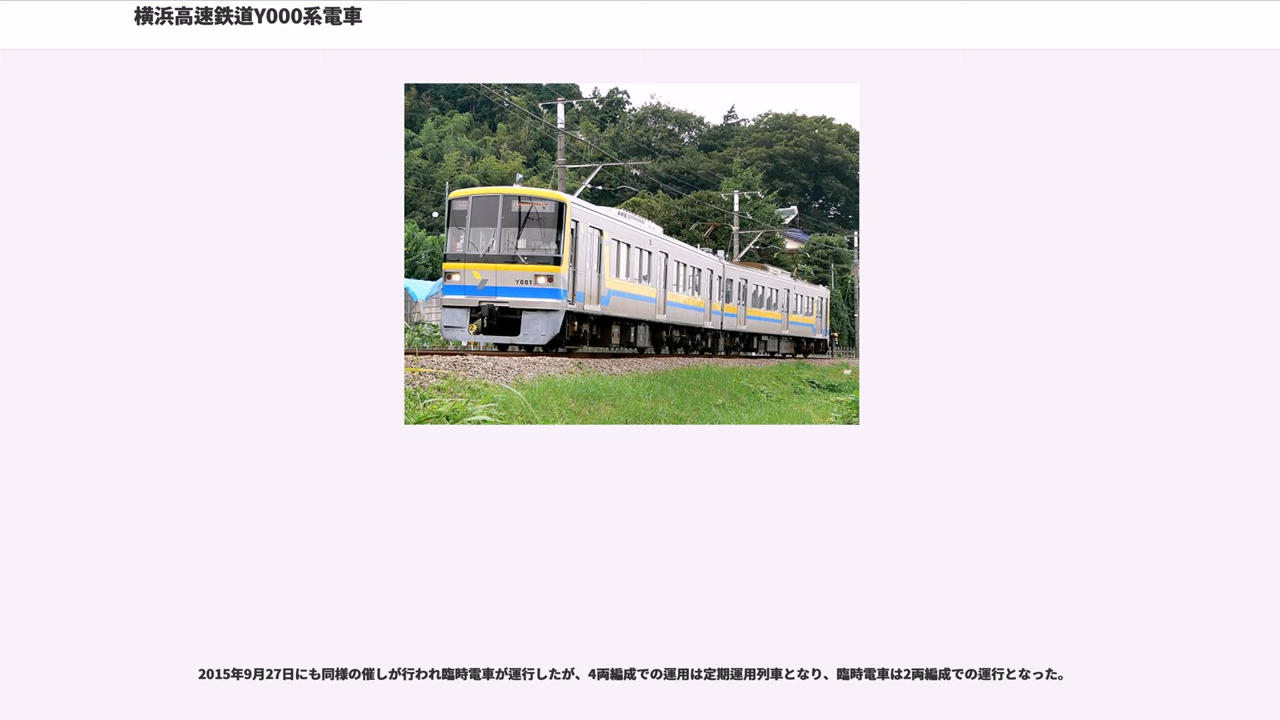 横浜高速鉄道Y000系電車
Y001
2015年9月27日にも同様の催しが行われ臨時電車が運行したが、4両編成での運用は定期運用列車となり、臨時電車は2両編成での運行となった。